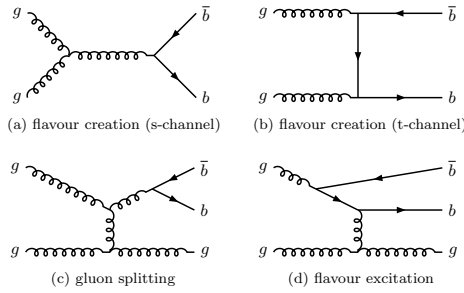 g
b̅
g
b
(a) flavour creation (s-channel)
g
b̅
g
b
(b) flavour creation (t-channel)
g
b̅
b
g
g
(c) gluon splitting
g
b̅
b
g
g
(d) flavour excitation